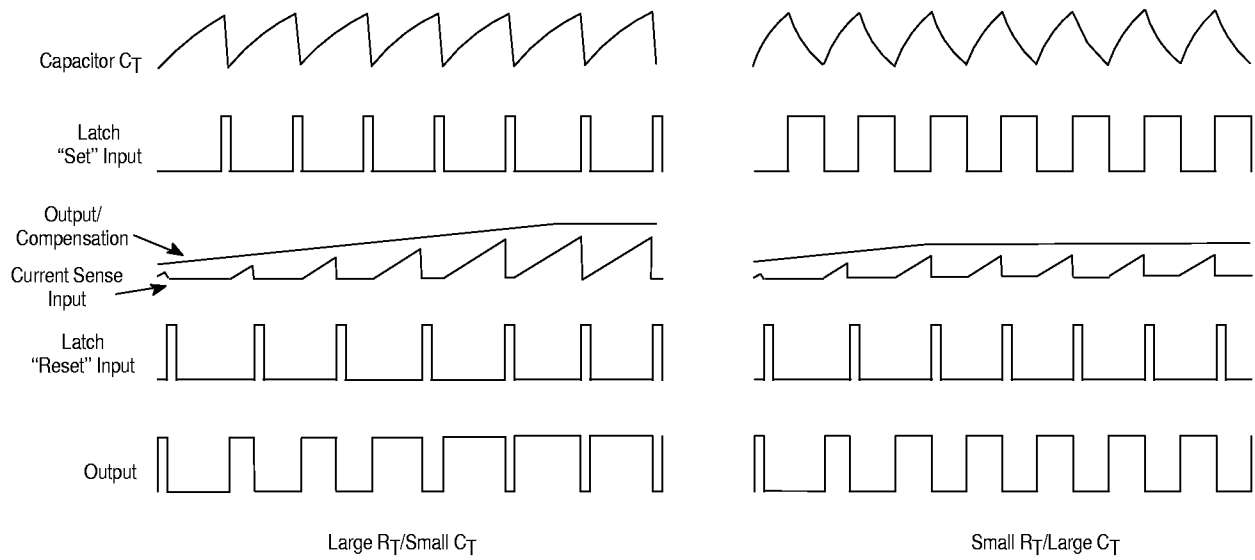 Capacitor CT
Latch
“Set” Input
Output/
Compensation
Current Sense
Input
Latch
“Reset” Input
Output
Large RT/Small CT
Small RT/Large CT